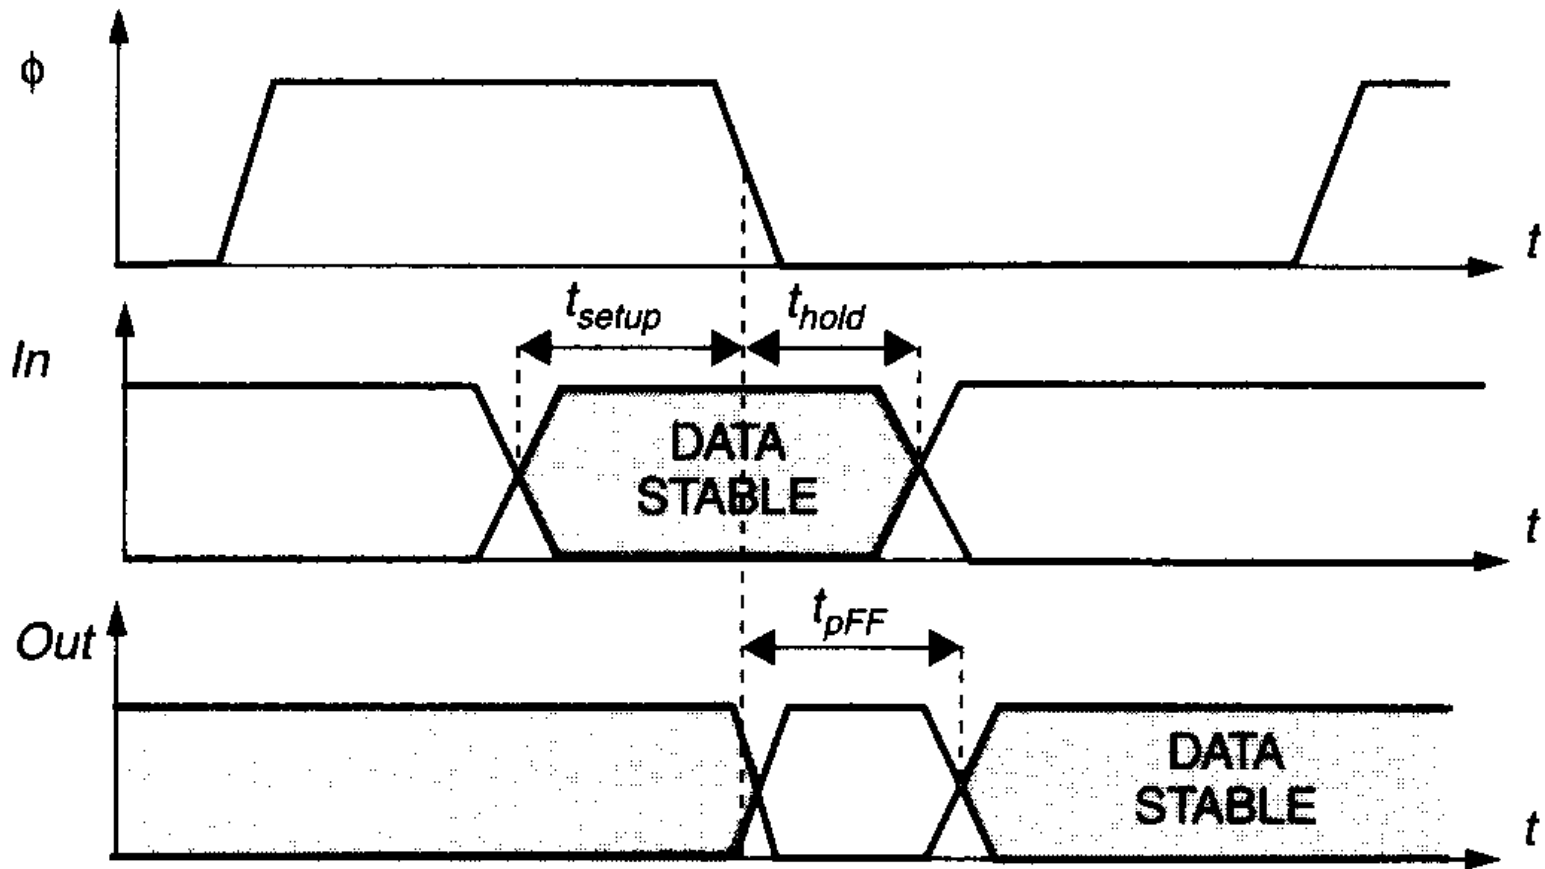 ϕ
t
t_setup
t_hold
In
DATA
STABLE
t
t_pFF
Out
DATA
STABLE
t